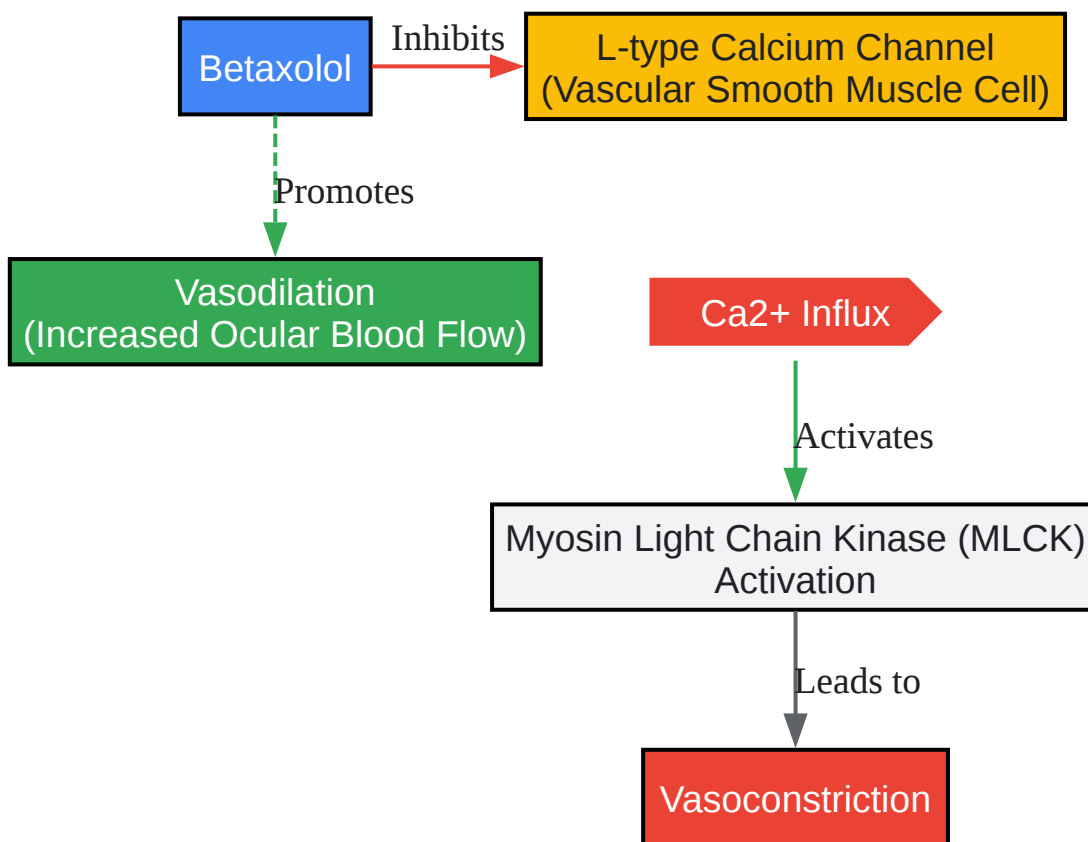 Betaxolol
Inhibits
L-type Calcium Channel
(Vascular Smooth Muscle Cell)
Promotes
Vasodilation
(Increased Ocular Blood Flow)
Ca2+ Influx
Activates
Myosin Light Chain Kinase (MLCK)
Activation
Leads to
Vasoconstriction